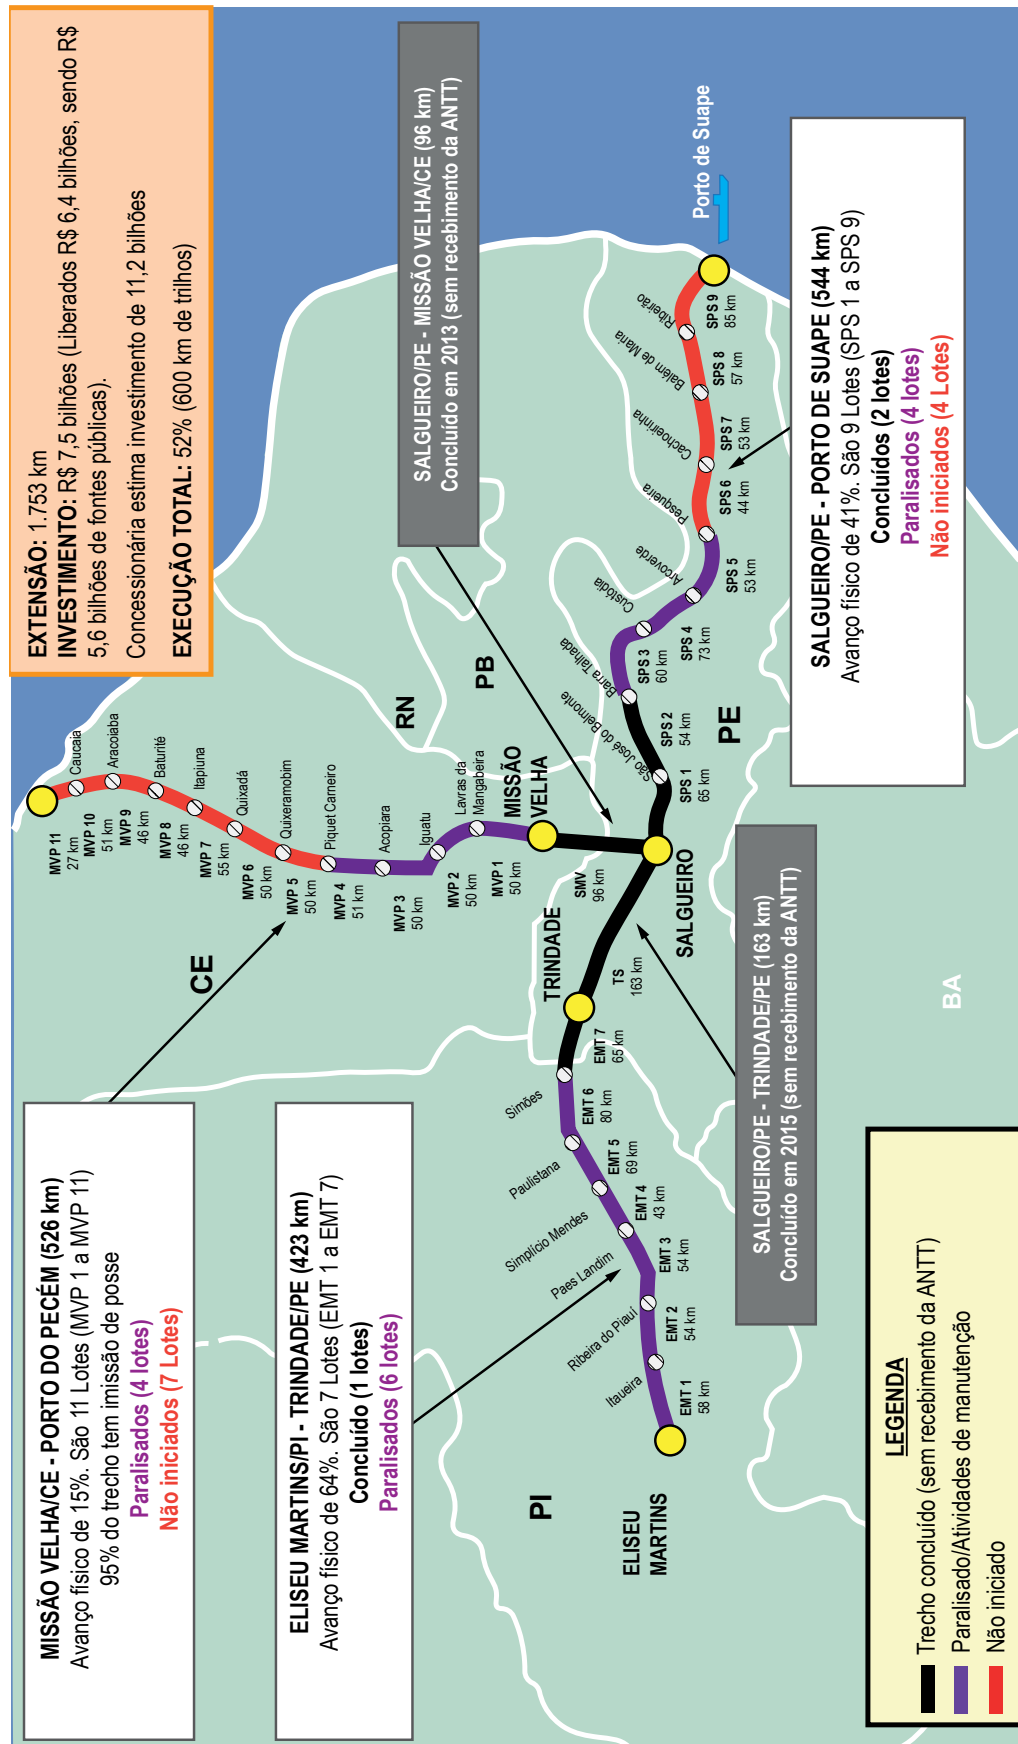 EXTENSÃO: 1.753 km
INVESTIMENTO: R$ 7,5 bilhões (Liberados R$ 6,4 bilhões, sendo R$
5,6 bilhões de fontes públicas).
Concessionária estima investimento de 11,2 bilhões
EXECUÇÃO TOTAL: 52% (600 km de trilhos)
MISSÃO VELHA/CE - PORTO DO PECÉM (526 km)
Avanço físico de 15%. São 11 Lotes (MVP 1 a MVP 11)
95% do trecho tem imissão de posse
Paralisados (4 lotes)
Não iniciados (7 Lotes)
ELISEU MARTINS/PI - TRINDADE/PE (423 km)
Avanço físico de 64%. São 7 Lotes (EMT 1 a EMT 7)
Concluído (1 lotes)
Paralisados (6 lotes)
SALGUEIRO/PE - MISSÃO VELHA/CE (96 km)
Concluído em 2013 (sem recebimento da ANTT)
SALGUEIRO/PE - TRINDADE/PE (163 km)
Concluído em 2015 (sem recebimento da ANTT)
SALGUEIRO/PE - PORTO DE SUAPE (544 km)
Avanço físico de 41%. São 9 Lotes (SPS 1 a SPS 9)
Concluídos (2 lotes)
Paralisados (4 lotes)
Não iniciados (4 Lotes)
CE
RN
PB
PE
PI
BA
Porto de Suape
MVP 11
27 km
Caucaia
MVP 10
51 km
Aracoiaba
MVP 9
46 km
Baturité
MVP 8
46 km
Itapiuna
MVP 7
55 km
Quixadá
MVP 6
50 km
Quixeramobim
MVP 5
50 km
Piquet Carneiro
MVP 4
51 km
Acopiara
MVP 3
50 km
Iguatu
MVP 2
50 km
Lavras da
Mangabeira
MVP 1
50 km
MISSÃO
VELHA
SMV
96 km
SALGUEIRO
TRINDADE
TS
163 km
EMT 7
65 km
Simões
EMT 6
80 km
Paulistana
EMT 5
69 km
Simplício Mendes
EMT 4
43 km
Paes Landim
EMT 3
54 km
Ribeira do Piauí
EMT 2
54 km
Itaueira
EMT 1
58 km
ELISEU
MARTINS
SPS 1
65 km
São José do Belmonte
SPS 2
54 km
Barra Talhada
SPS 3
60 km
Custódia
SPS 4
73 km
Arcoverde
SPS 5
53 km
Pesqueira
SPS 6
44 km
Cachoeirinha
SPS 7
53 km
Balém de Maria
SPS 8
57 km
Ribeirão
SPS 9
85 km
LEGENDA
Trecho concluído (sem recebimento da ANTT)
Paralisado/Atividades de manutenção
Não iniciado